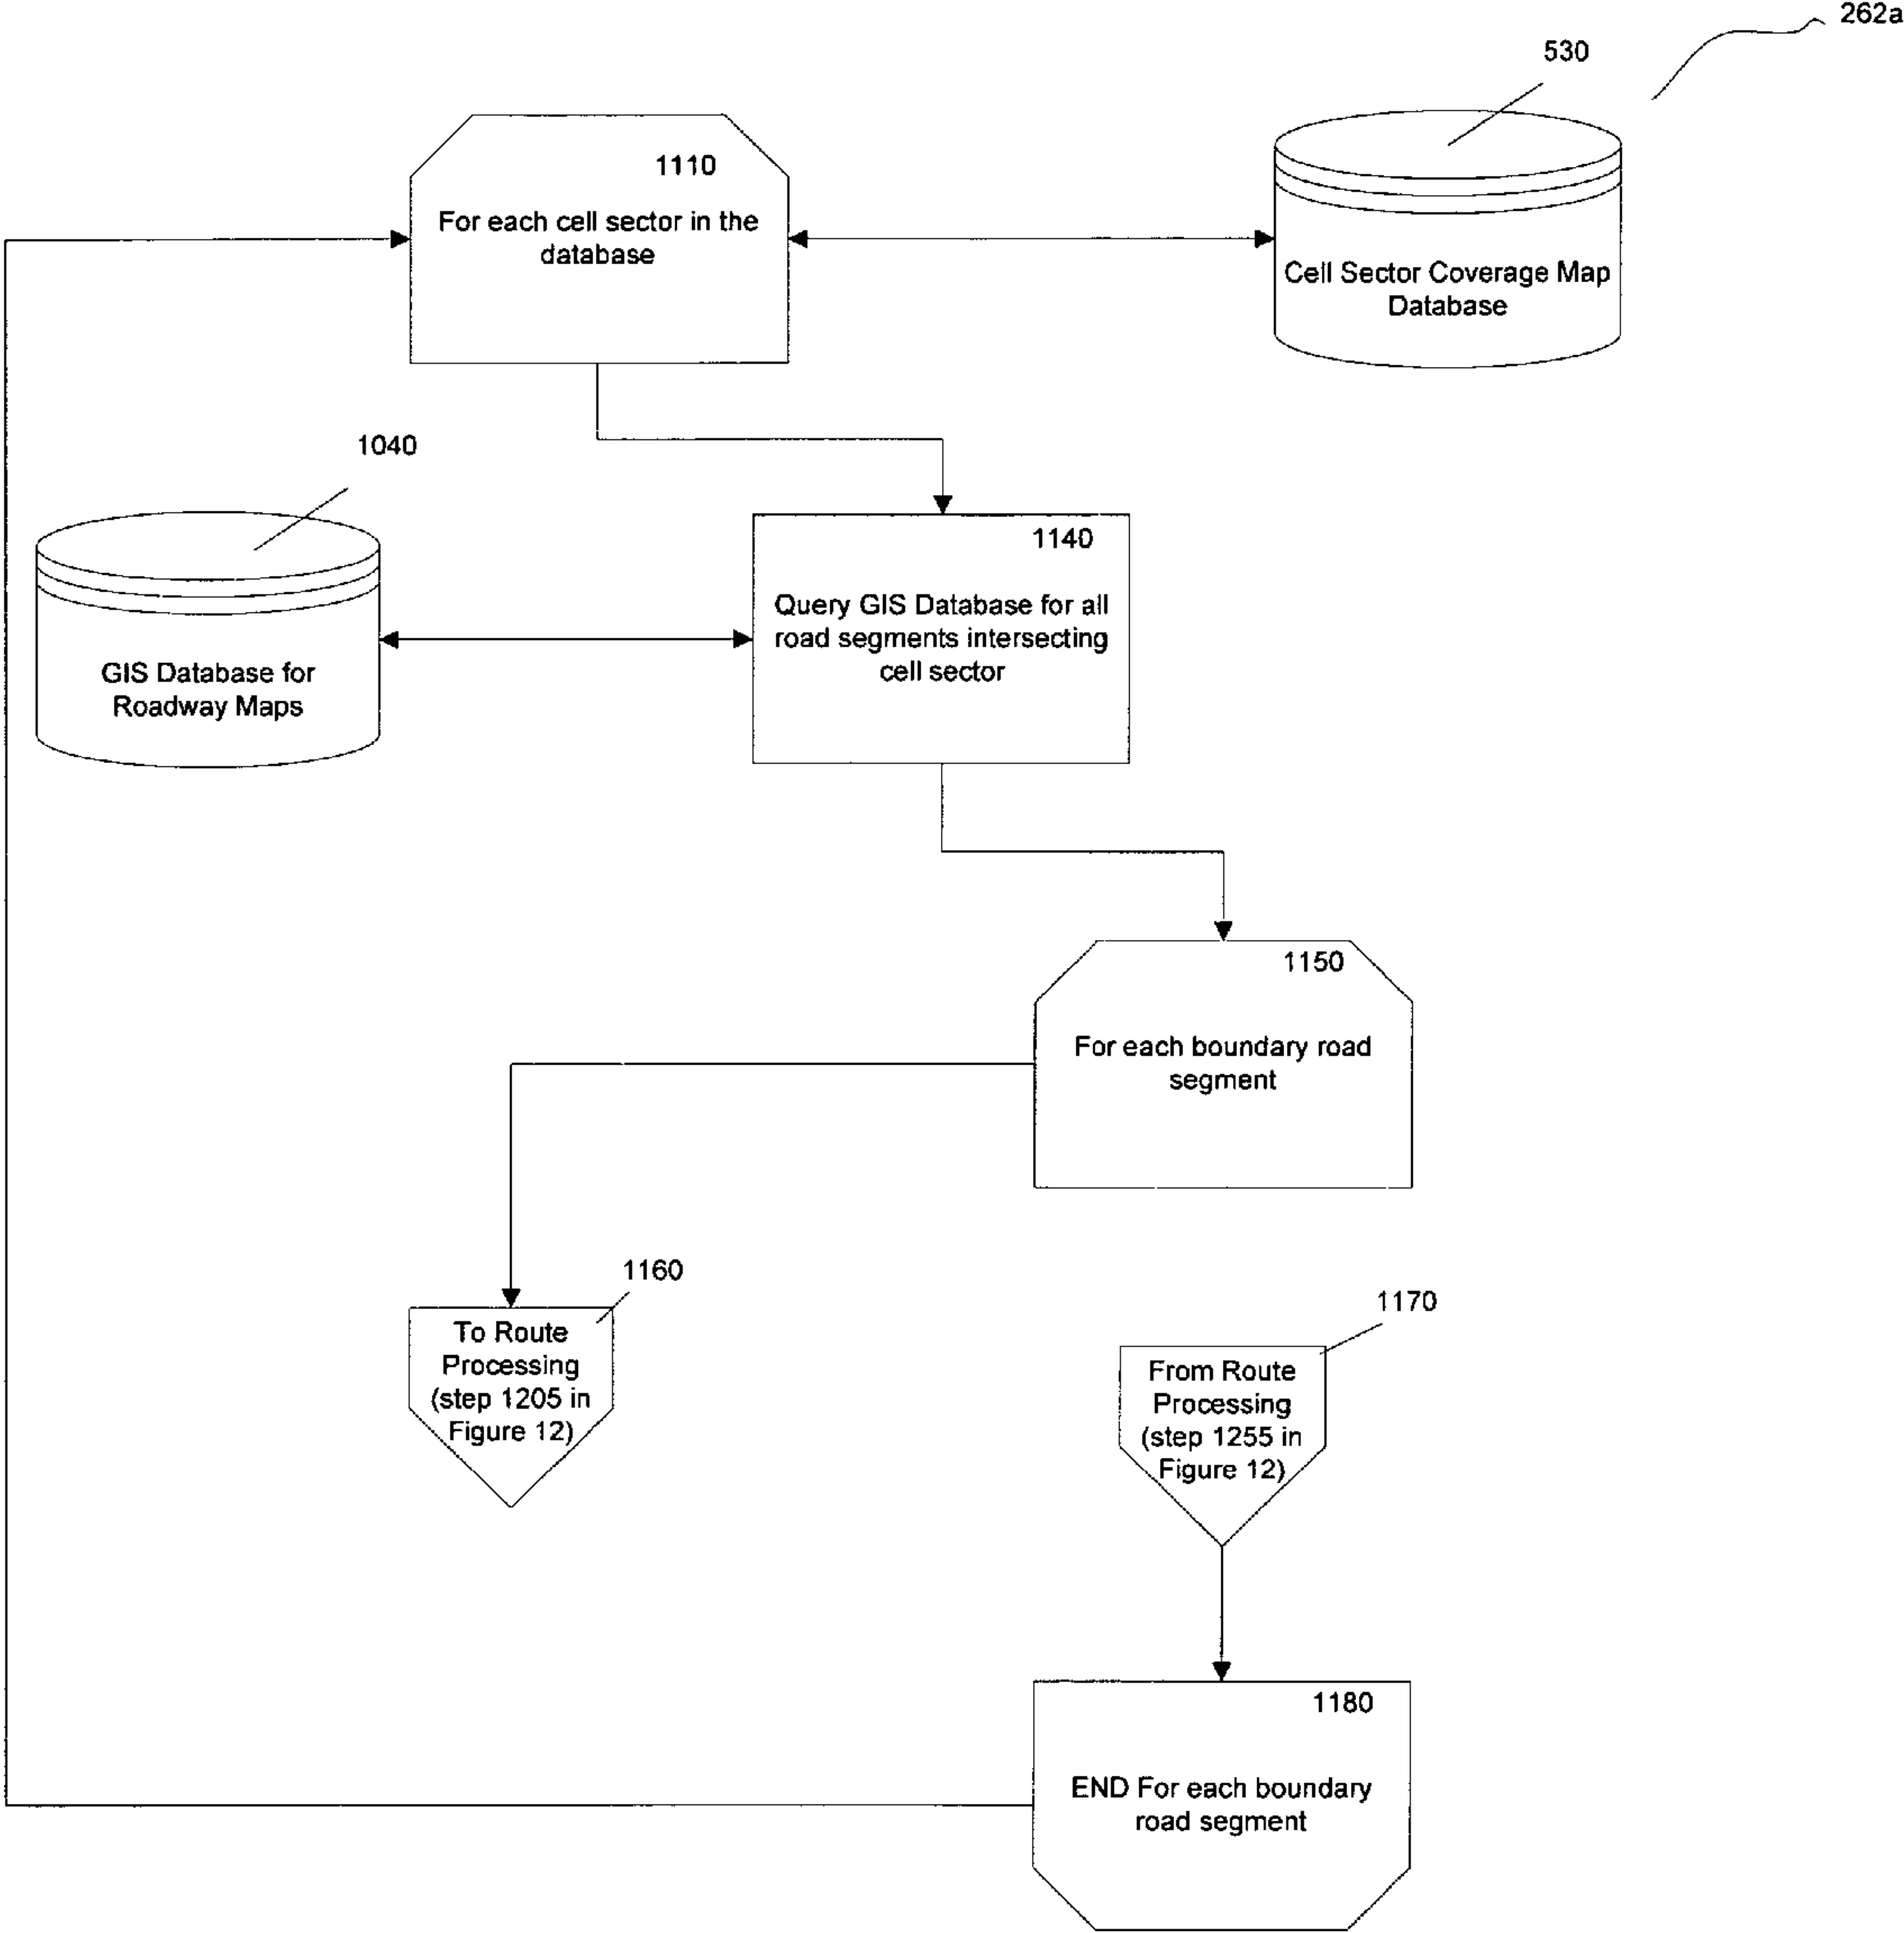 262a
530
1110
For each cell sector in the
database
Cell Sector Coverage Map
Database
1040
1140
Query GIS Database for all
road segments intersecting
cell sector
GIS Database for
Roadway Maps
1150
For each boundary road
segment
1160
To Route
Processing
(step 1205 in
Figure 12)
1170
From Route
Processing
(step 1255 in
Figure 12)
1180
END For each boundary
road segment